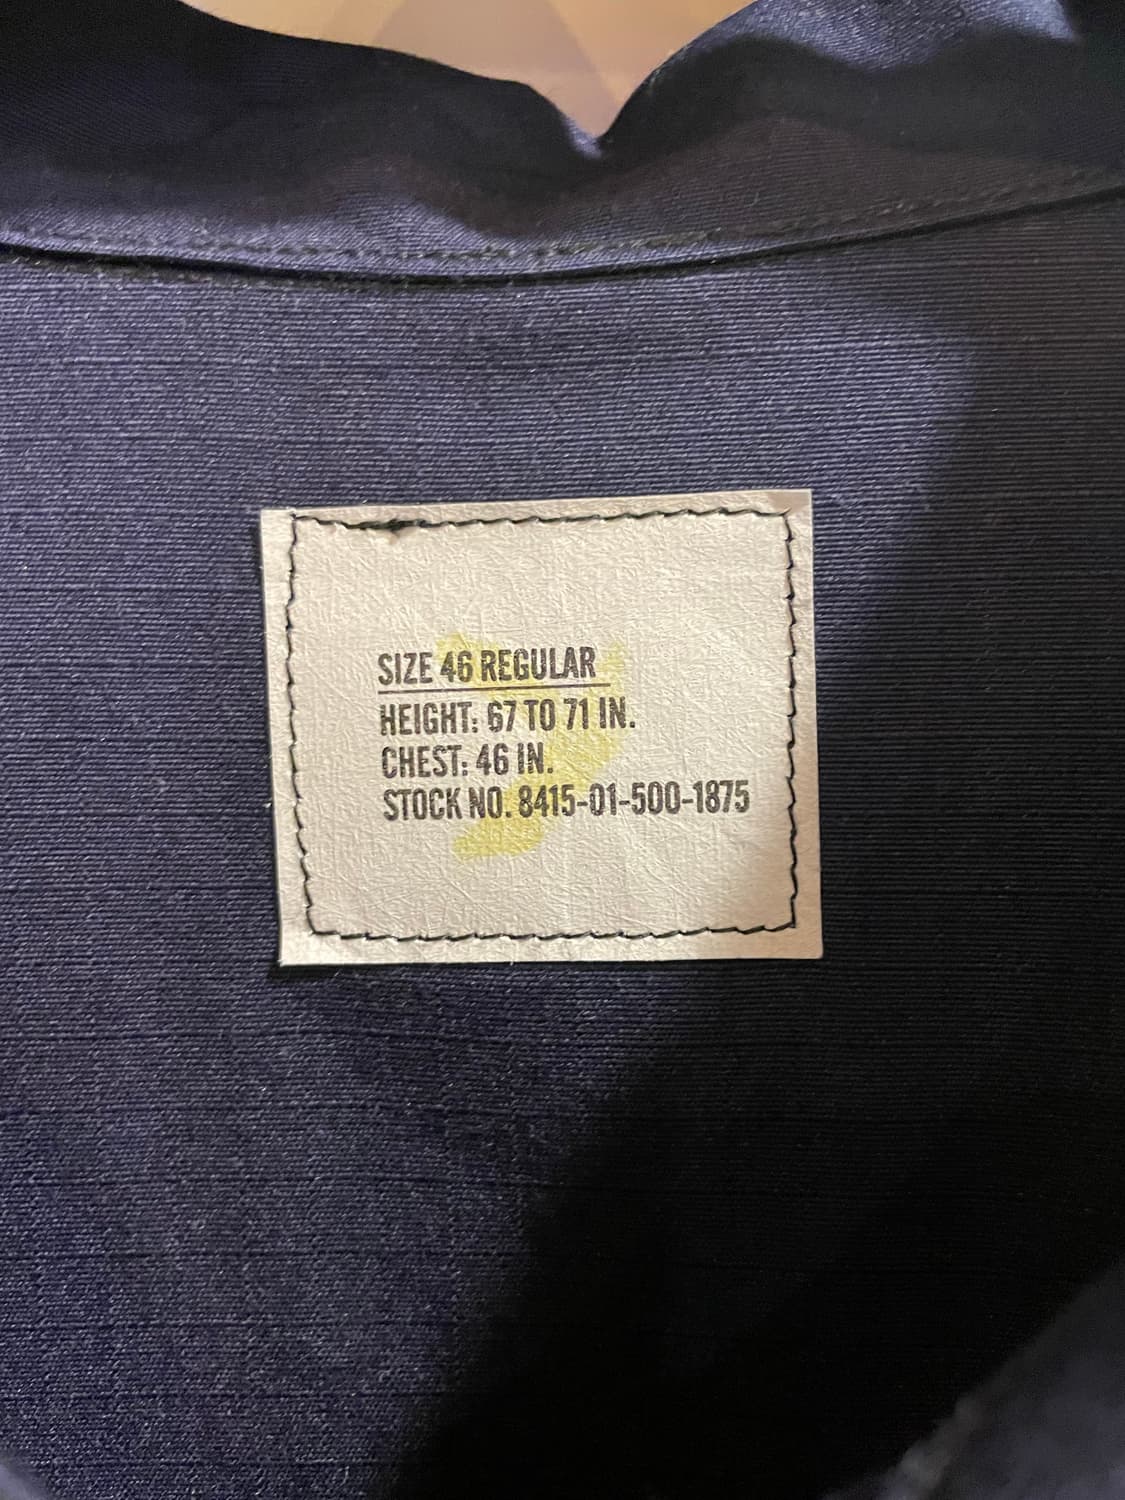 SIZE 46 REGULAR
HEIGHT: 67 TO 71 IN.
CHEST: 46 IN.
STOCK NO. 8415-01-500-1875